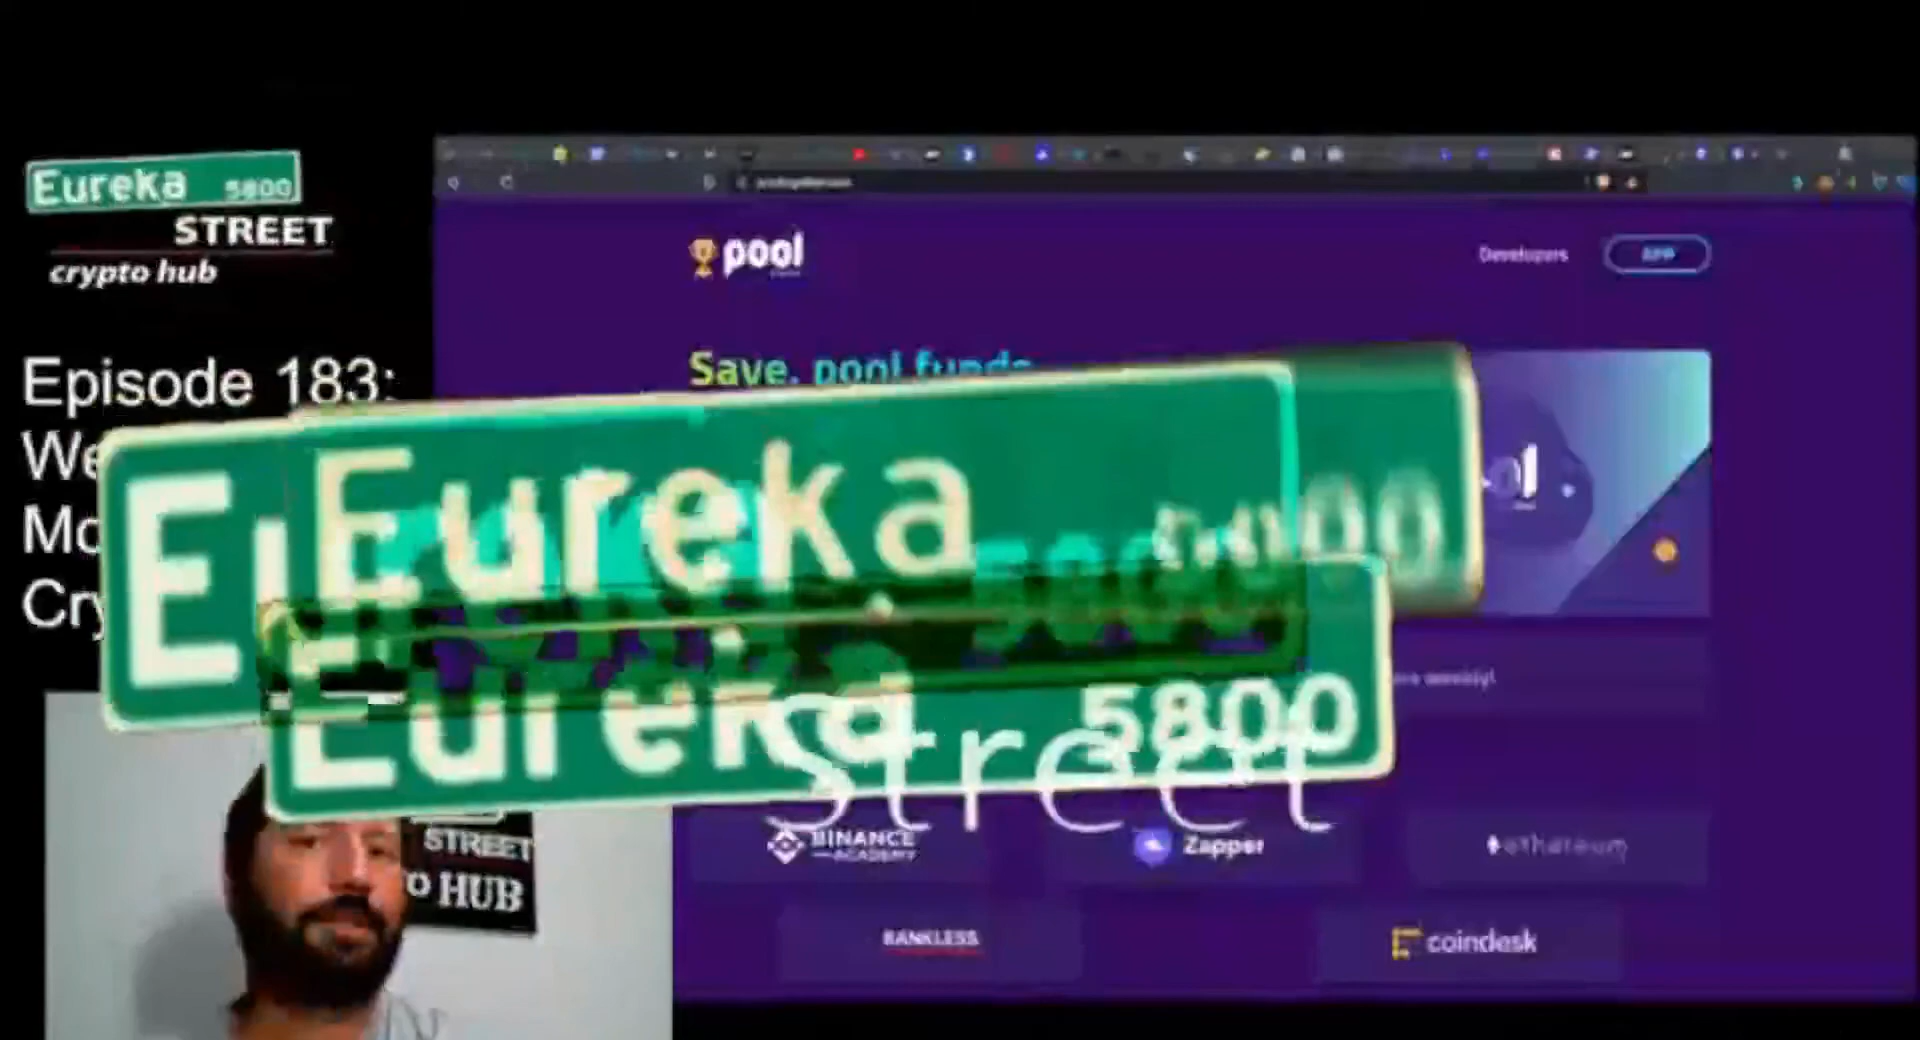 Eureka 5800
STREET
crypto hub
Episode 183:
We
Mo
Cry
pool
Developers
APP
Save, pool funds
Eureka
5800
Eureka 5800
Street
STREET
O HUB
BINANCE
ACADEMY
Zapper
ethereum
BANKLESS
coindesk